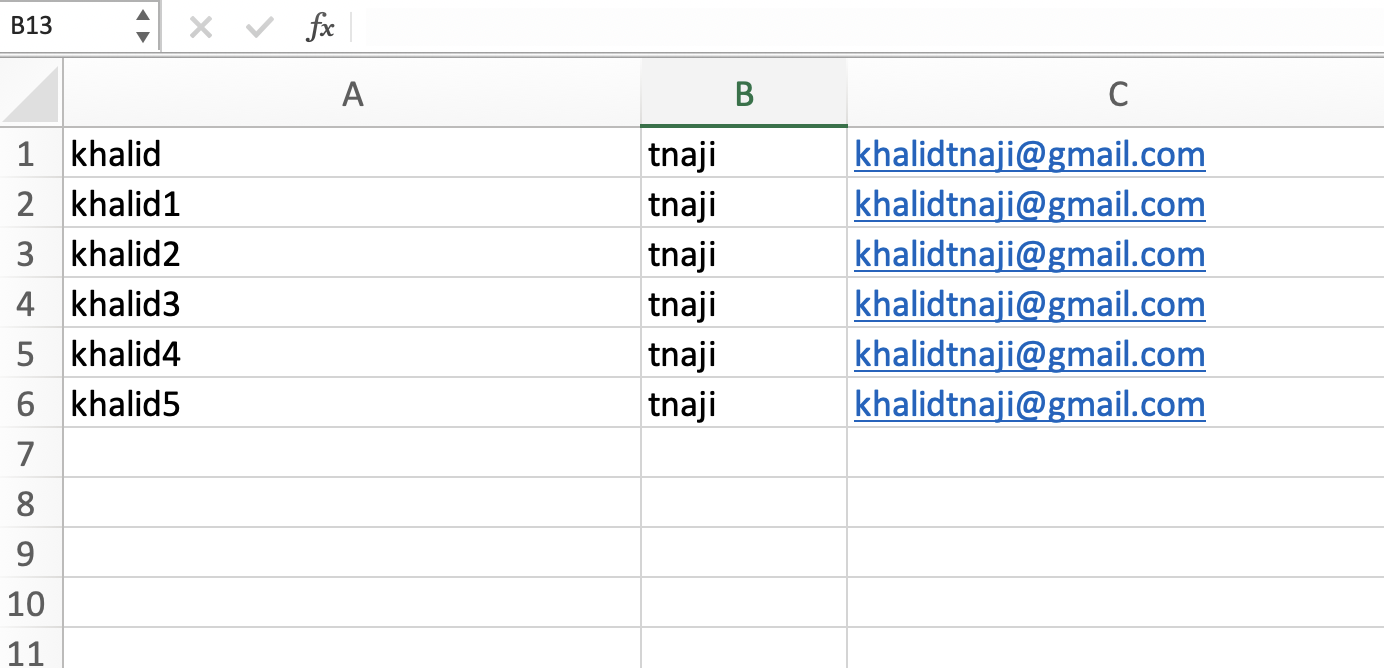 B13 fx
A B C
1 khalid tnaji khalidtnaji@gmail.com
2 khalid1 tnaji khalidtnaji@gmail.com
3 khalid2 tnaji khalidtnaji@gmail.com
4 khalid3 tnaji khalidtnaji@gmail.com
5 khalid4 tnaji khalidtnaji@gmail.com
6 khalid5 tnaji khalidtnaji@gmail.com
7
8
9
10
11